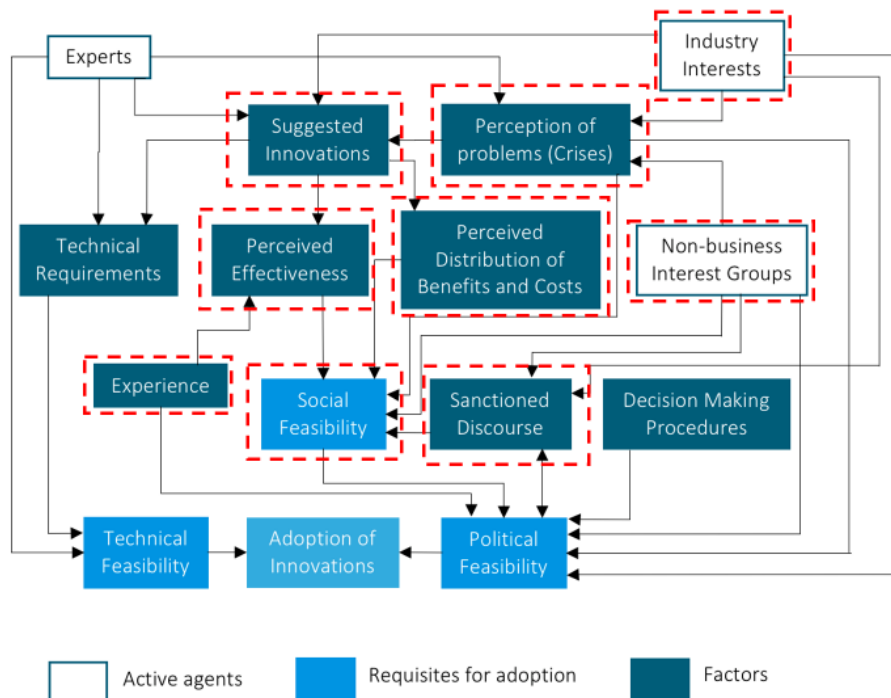 Experts
Industry
Interests
Suggested
Innovations
Perception of
problems (Crises)
Technical
Requirements
Perceived
Effectiveness
Perceived
Distribution of
Benefits and Costs
Non-business
Interest Groups
Experience
Social
Feasibility
Sanctioned
Discourse
Decision Making
Procedures
Technical
Feasibility
Adoption of
Innovations
Political
Feasibility
Active agents
Requisites for adoption
Factors